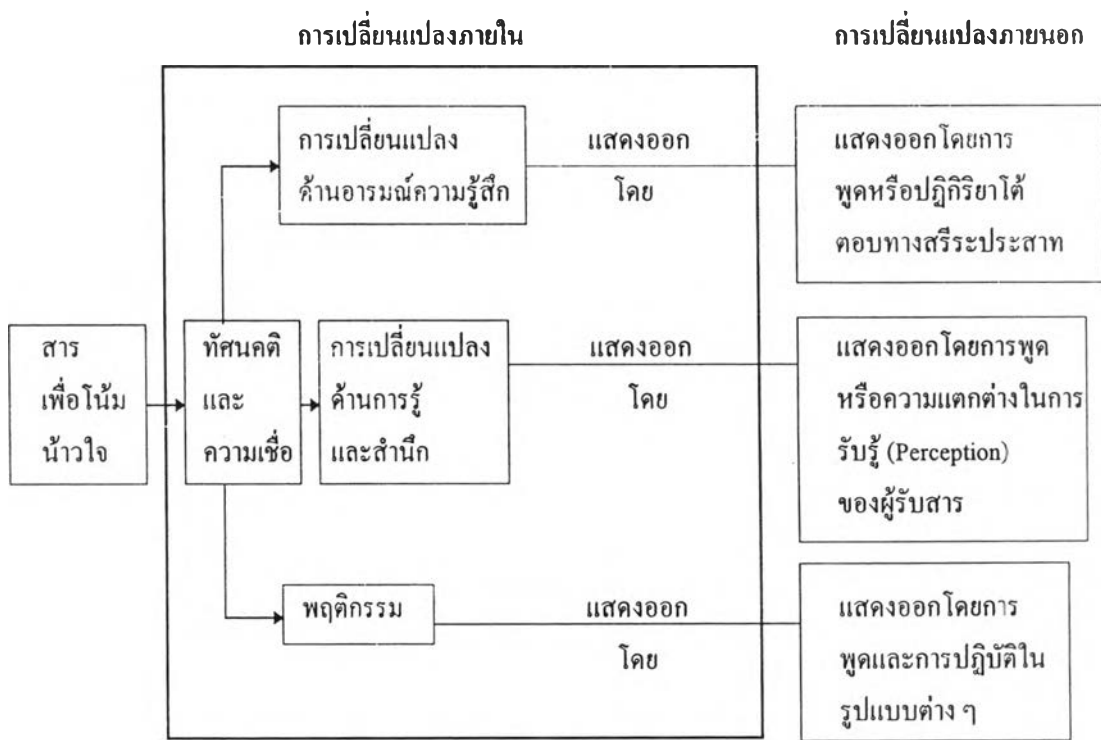 การเปลี่ยนแปลงภายใน
การเปลี่ยนแปลงภายนอก
การเปลี่ยนแปลง
ด้านอารมณ์ความรู้สึก
แสดงออก
โดย
แสดงออกโดยการ
พูดหรือปฏิกิริยาโต้
ตอบทางสรีระประสาท
สาร
เพื่อโน้ม
น้าวใจ
ทัศนคติ
และ
ความเชื่อ
การเปลี่ยนแปลง
ด้านการรู้
และสำนึก
แสดงออก
โดย
แสดงออกโดยการพูด
หรือความแตกต่างในการ
รับรู้ (Perception)
ของผู้รับสาร
พฤติกรรม
แสดงออก
โดย
แสดงออกโดยการ
พูดและการปฏิบัติใน
รูปแบบต่าง ๆ